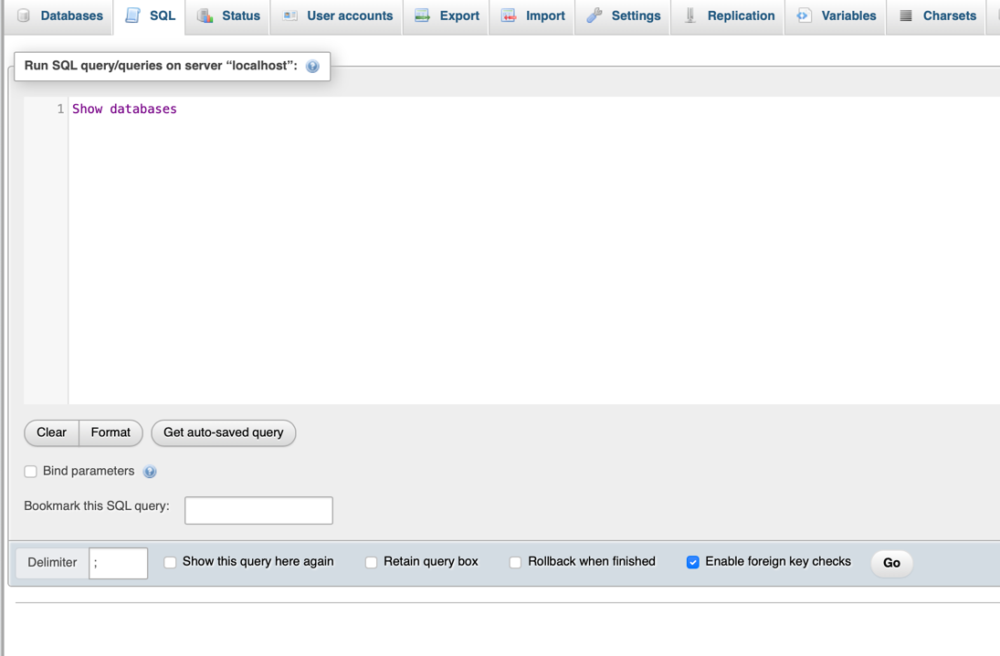 Databases SQL Status User accounts Export Import Settings Replication Variables Charsets
Run SQL query/queries on server “localhost”:
1 Show databases
Clear Format Get auto-saved query
Bind parameters
Bookmark this SQL query:
Delimiter ; Show this query here again Retain query box Rollback when finished Enable foreign key checks Go